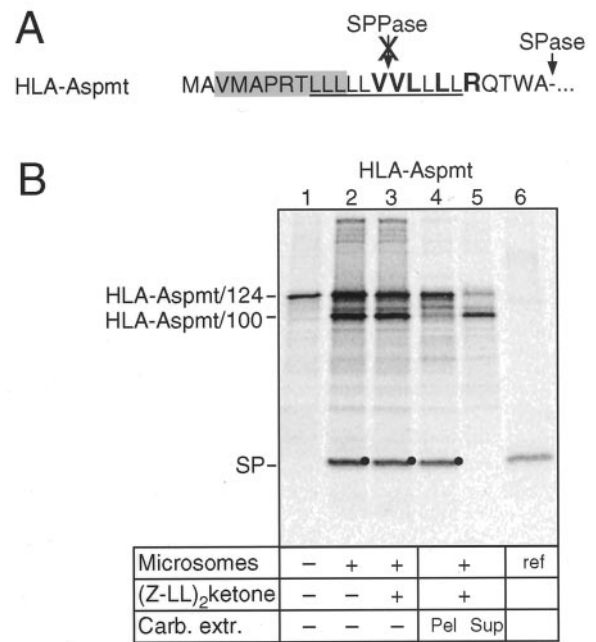 A
SPPase
SPase
HLA-Aspmt MAVMAPRTLLLLLVVLLLLRQTWA-...
B
HLA-Aspmt
1 2 3 4 5 6
HLA-Aspmt/124
HLA-Aspmt/100
SP
Microsomes – + + + ref
(Z-LL)2ketone – – + +
Carb. extr. – – – Pel Sup